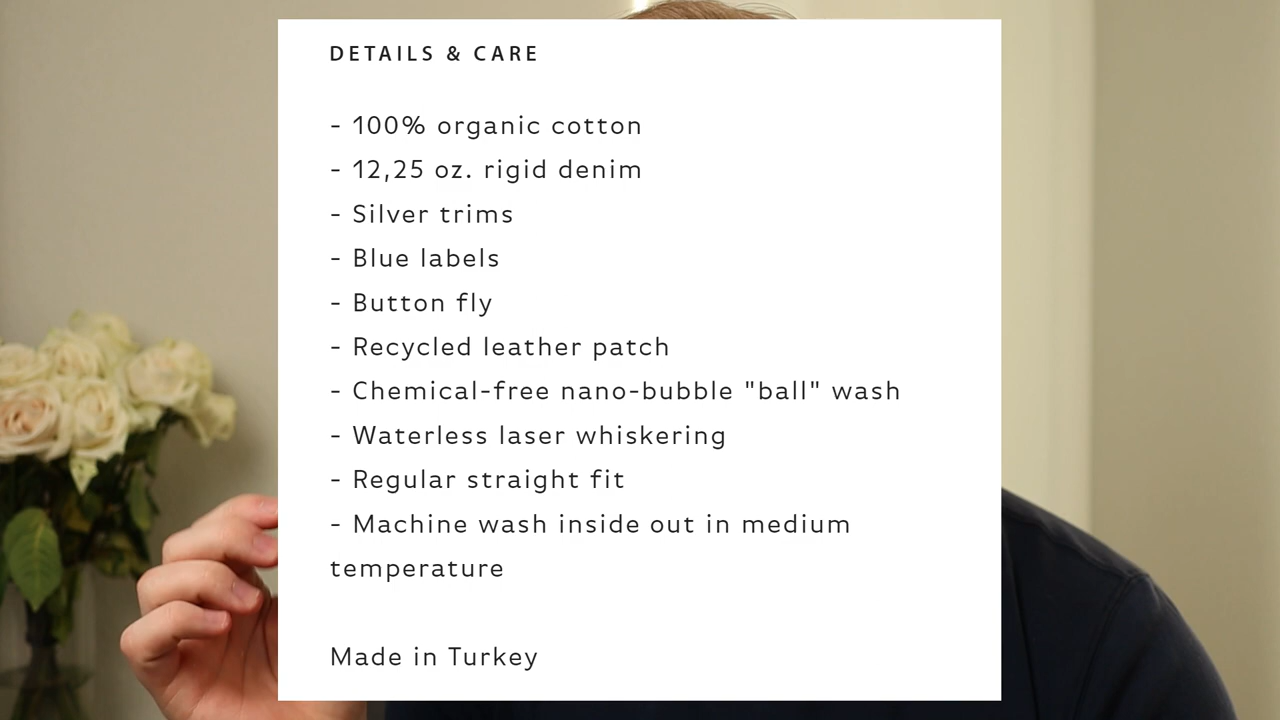 DETAILS & CARE
- 100% organic cotton
- 12,25 oz. rigid denim
- Silver trims
- Blue labels
- Button fly
- Recycled leather patch
- Chemical-free nano-bubble "ball" wash
- Waterless laser whiskering
- Regular straight fit
- Machine wash inside out in medium
temperature
Made in Turkey